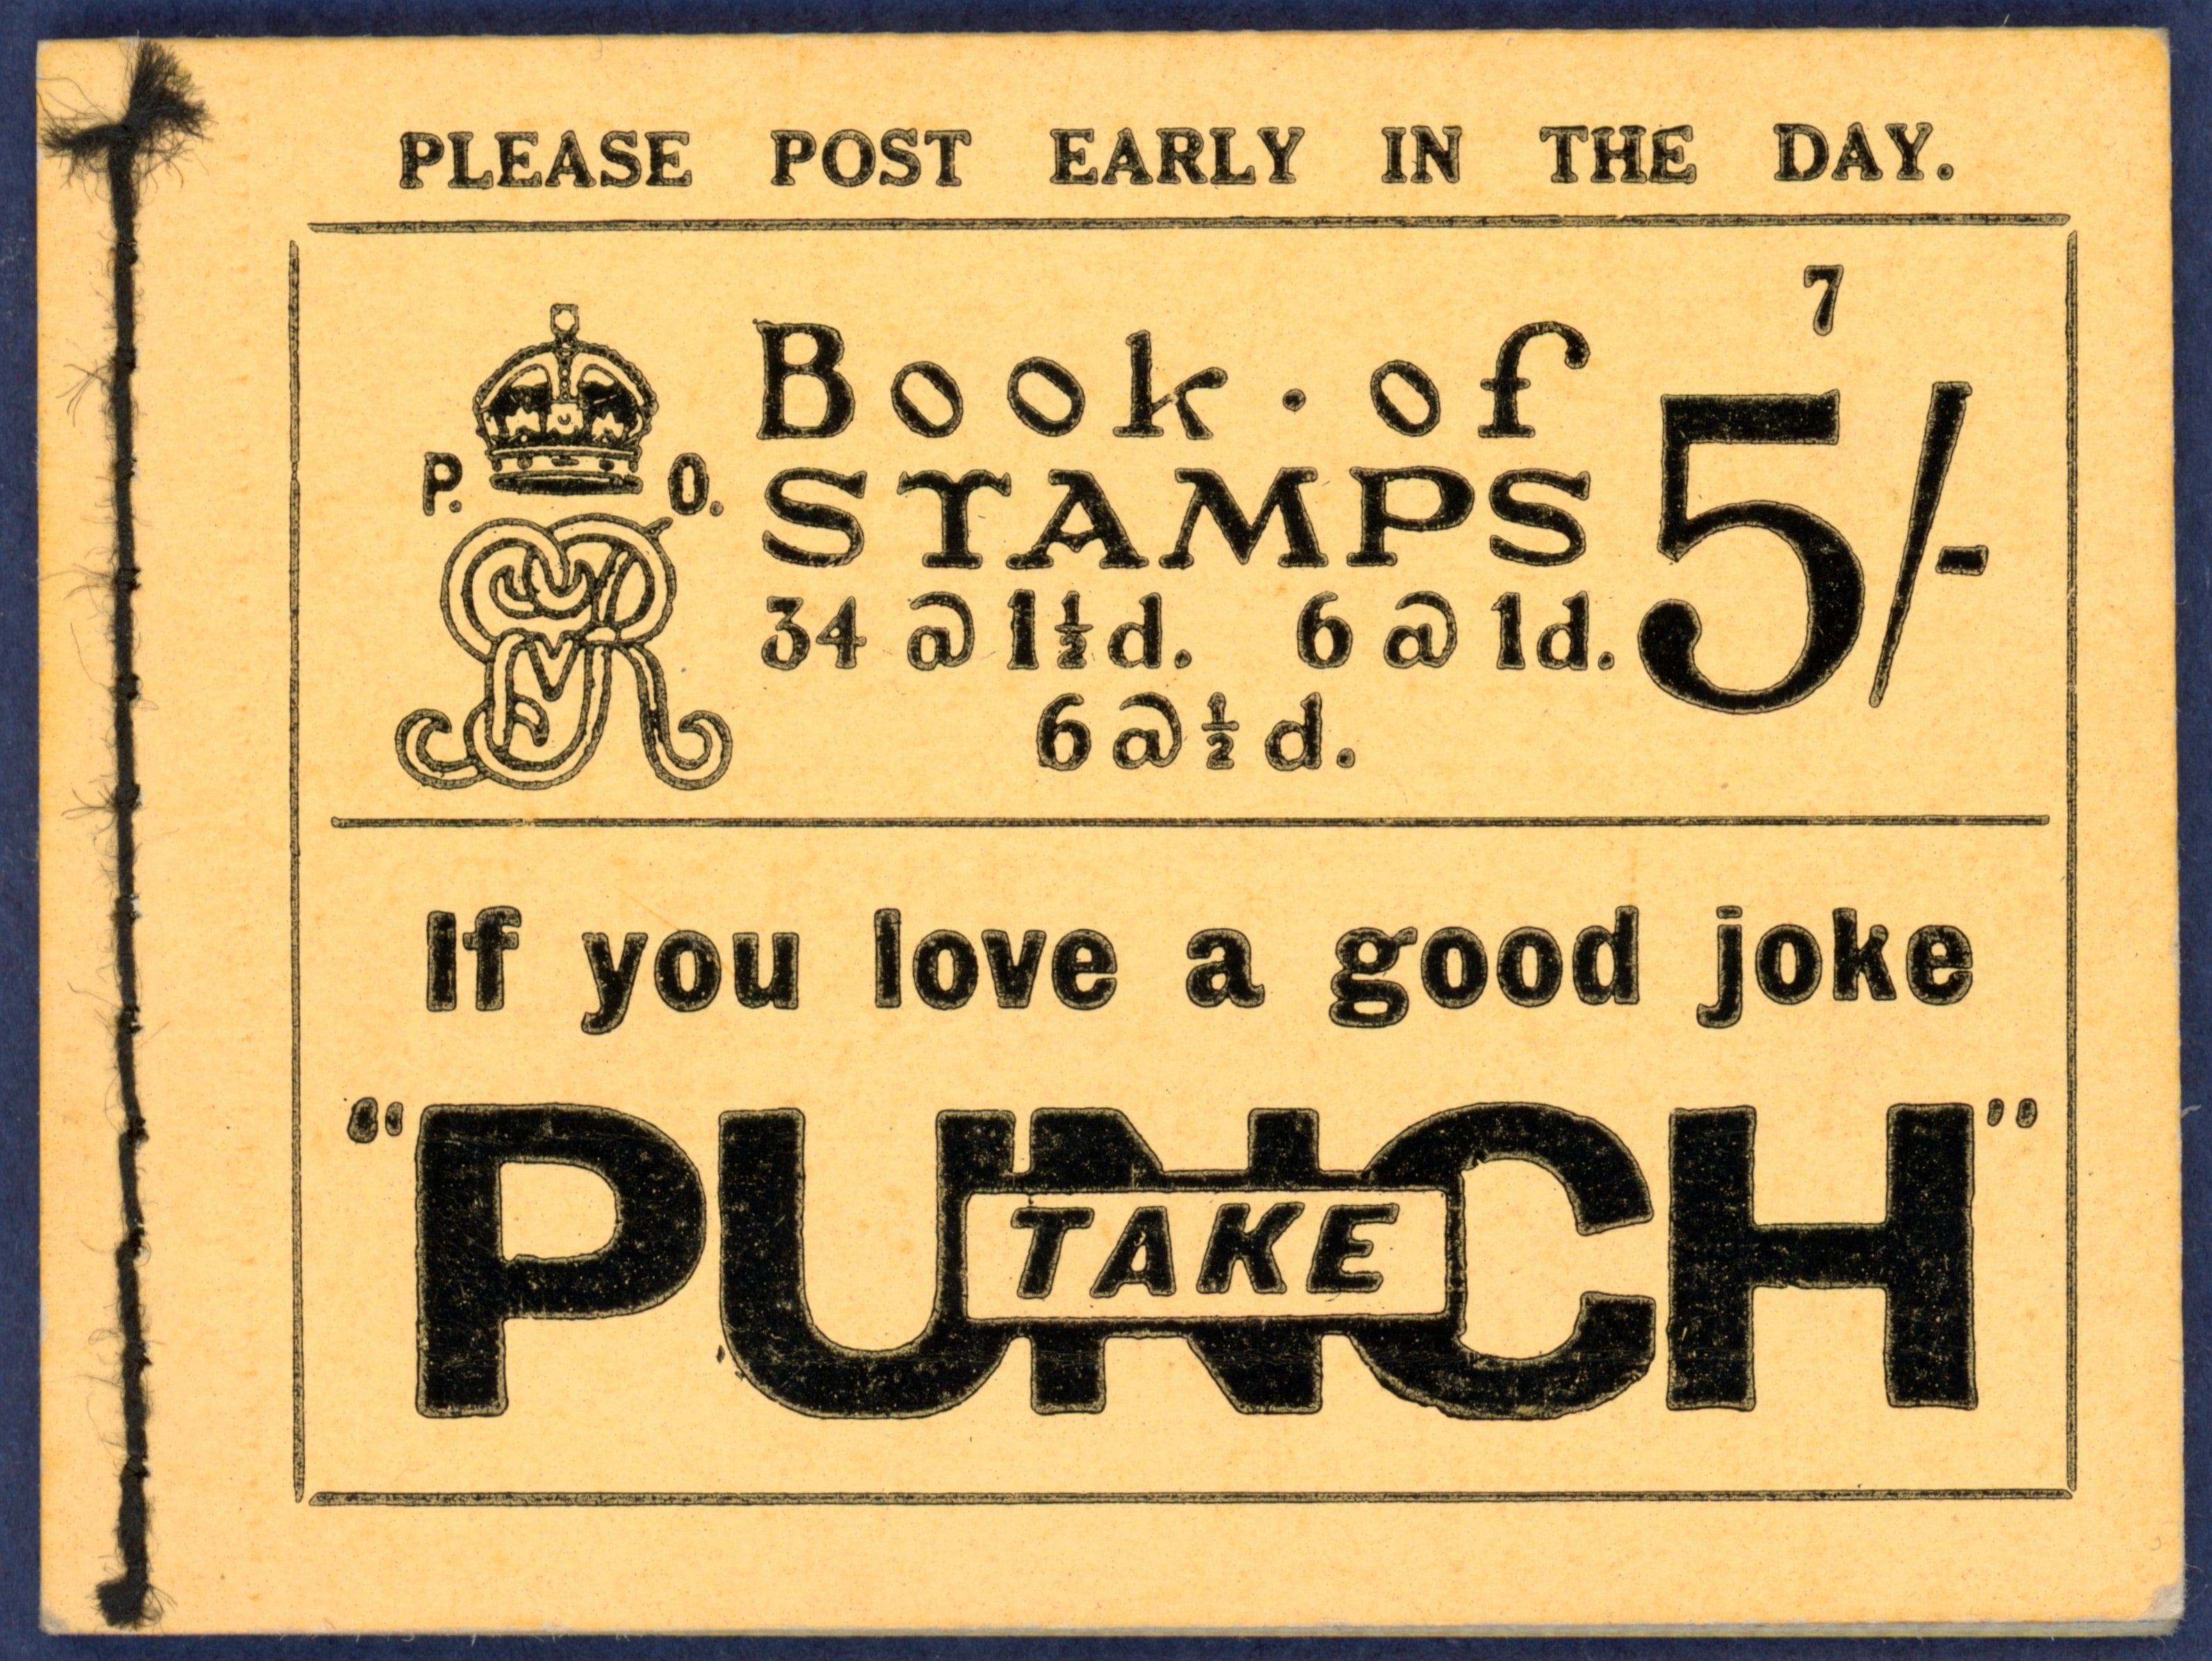 PLEASE POST EARLY IN THE DAY.
7
P. O.
Book · of
STAMPS
5/-
34 @ 1½d. 6 @ 1d.
6 @ ½d.
If you love a good joke
TAKE
“PUNCH”